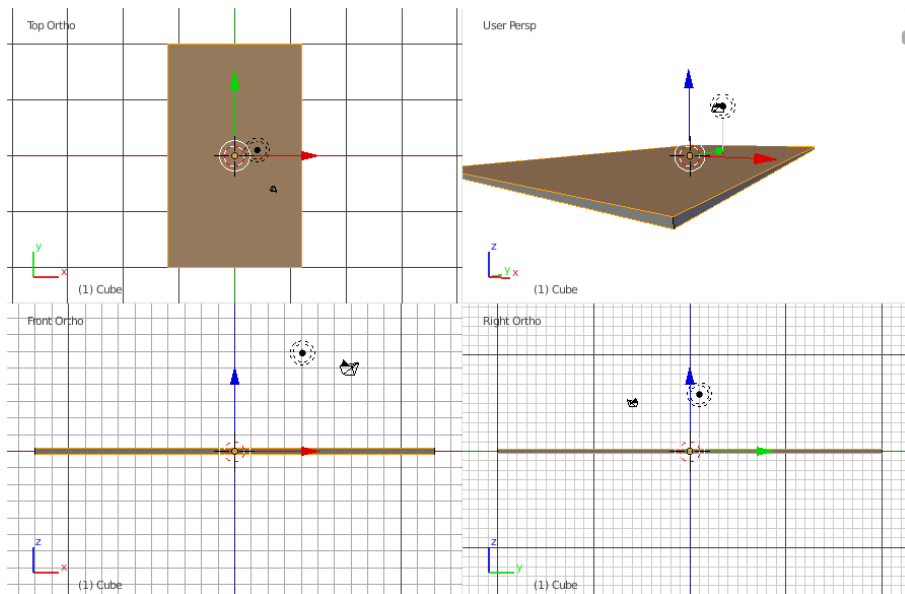 Top Ortho
y
x
(1) Cube
User Persp
z
y x
(1) Cube
Front Ortho
z
x
(1) Cube
Right Ortho
z
y
(1) Cube